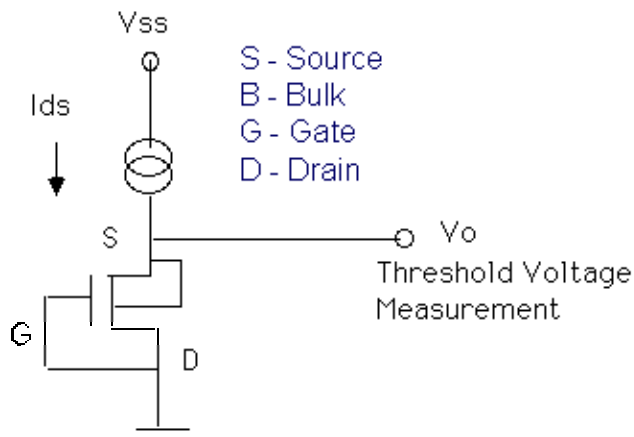 Vss
S - Source
B - Bulk
G - Gate
D - Drain
Ids
S
Vo
Threshold Voltage
Measurement
G
D